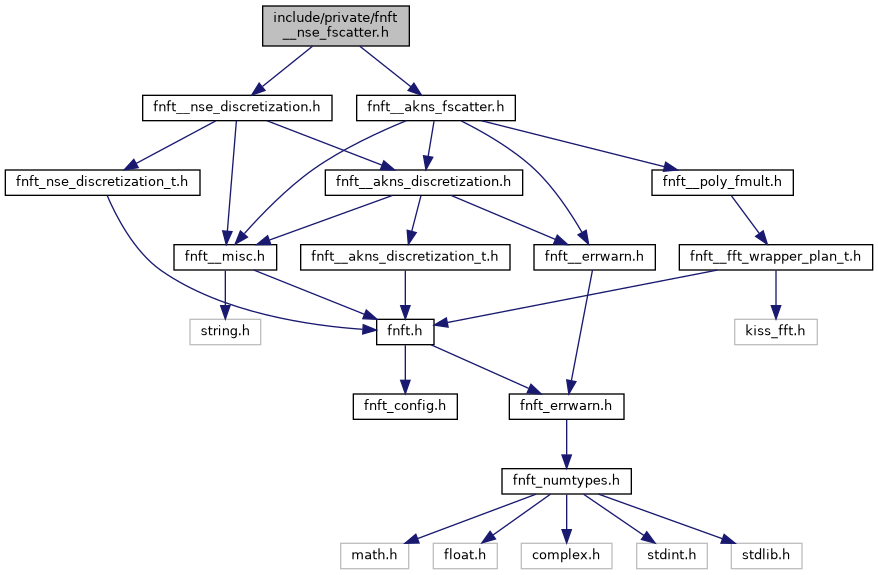 include/private/fnft
__nse_fscatter.h
fnft__nse_discretization.h
fnft__akns_fscatter.h
fnft_nse_discretization_t.h
fnft__akns_discretization.h
fnft__poly_fmult.h
fnft__misc.h
fnft__akns_discretization_t.h
fnft__errwarn.h
fnft__fft_wrapper_plan_t.h
string.h
fnft.h
kiss_fft.h
fnft_config.h
fnft_errwarn.h
fnft_numtypes.h
math.h
float.h
complex.h
stdint.h
stdlib.h